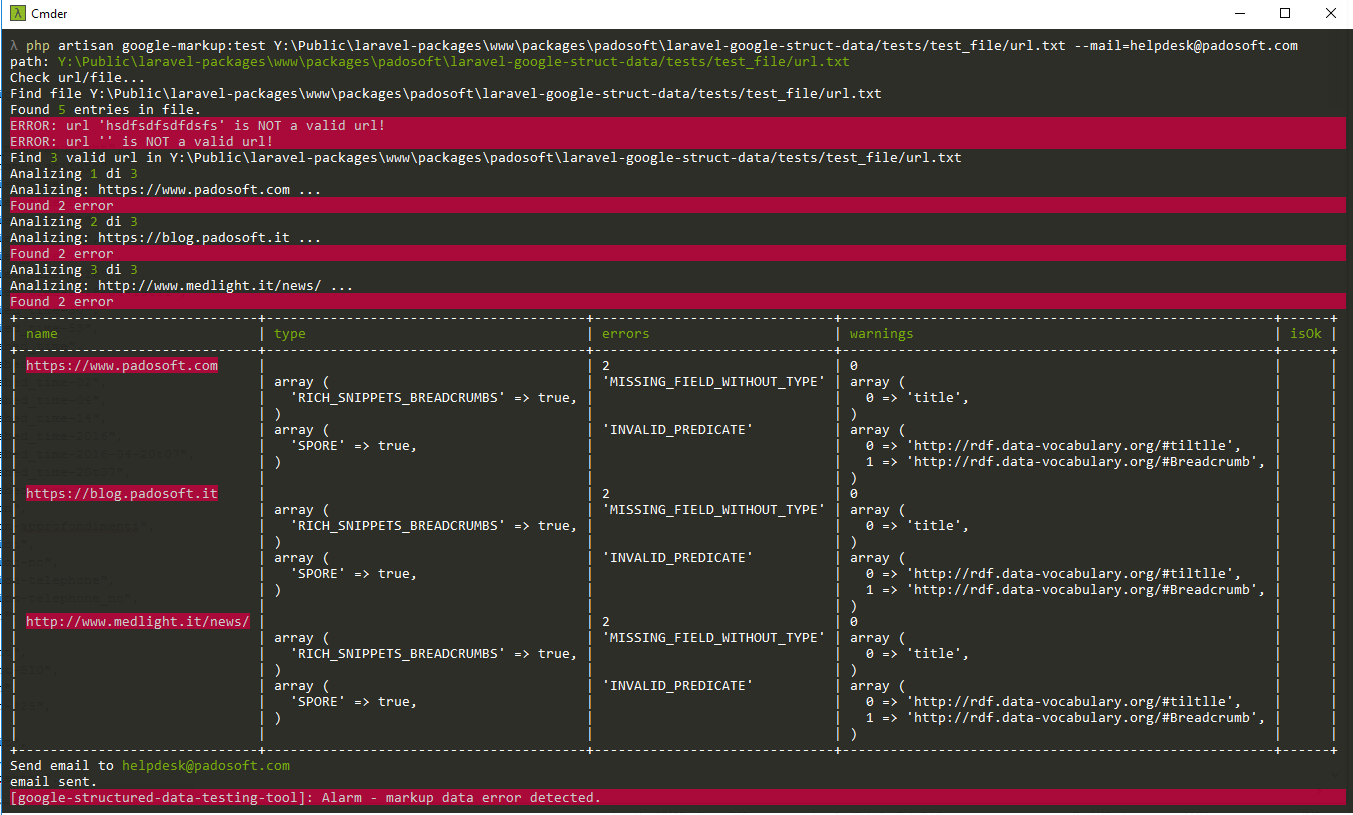 Cmder
λ php artisan google-markup:test Y:\Public\laravel-packages\www\packages\padosoft\laravel-google-struct-data/tests/test_file/url.txt --mail=helpdesk@padosoft.com
path: Y:\Public\laravel-packages\www\packages\padosoft\laravel-google-struct-data/tests/test_file/url.txt
Check url/file...
Find file Y:\Public\laravel-packages\www\packages\padosoft\laravel-google-struct-data/tests/test_file/url.txt
Found 5 entries in file.
ERROR: url 'hsdfsdfsdfdsfs' is NOT a valid url!
ERROR: url '' is NOT a valid url!
Find 3 valid url in Y:\Public\laravel-packages\www\packages\padosoft\laravel-google-struct-data/tests/test_file/url.txt
Analizing 1 di 3
Analizing: https://www.padosoft.com ...
Found 2 error
Analizing 2 di 3
Analizing: https://blog.padosoft.it ...
Found 2 error
Analizing 3 di 3
Analizing: http://www.medlight.it/news/ ...
Found 2 error
name type errors warnings isOk
https://www.padosoft.com 2 0
array ( 'MISSING_FIELD_WITHOUT_TYPE' array (
'RICH_SNIPPETS_BREADCRUMBS' => true, 0 => 'title',
) )
array ( 'INVALID_PREDICATE' array (
'SPORE' => true, 0 => 'http://rdf.data-vocabulary.org/#tiltlle',
) 1 => 'http://rdf.data-vocabulary.org/#Breadcrumb',
)
https://blog.padosoft.it 2 0
array ( 'MISSING_FIELD_WITHOUT_TYPE' array (
'RICH_SNIPPETS_BREADCRUMBS' => true, 0 => 'title',
) )
array ( 'INVALID_PREDICATE' array (
'SPORE' => true, 0 => 'http://rdf.data-vocabulary.org/#tiltlle',
) 1 => 'http://rdf.data-vocabulary.org/#Breadcrumb',
)
http://www.medlight.it/news/ 2 0
array ( 'MISSING_FIELD_WITHOUT_TYPE' array (
'RICH_SNIPPETS_BREADCRUMBS' => true, 0 => 'title',
) )
array ( 'INVALID_PREDICATE' array (
'SPORE' => true, 0 => 'http://rdf.data-vocabulary.org/#tiltlle',
) 1 => 'http://rdf.data-vocabulary.org/#Breadcrumb',
)
Send email to helpdesk@padosoft.com
email sent.
[google-structured-data-testing-tool]: Alarm - markup data error detected.